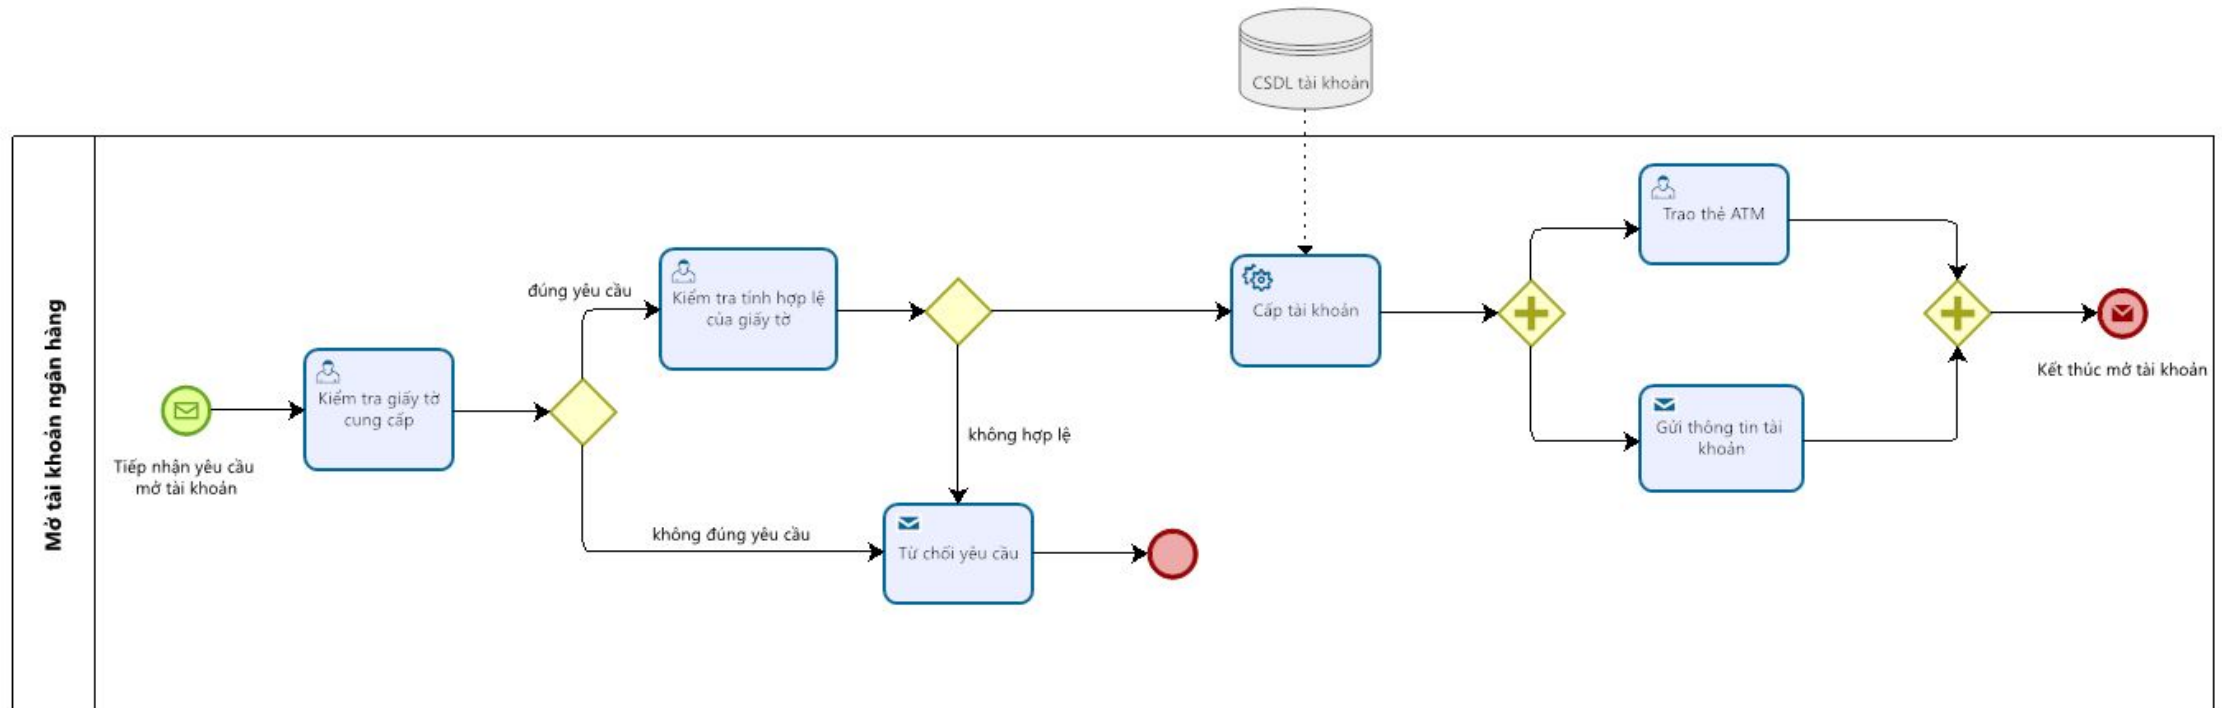 CSDL tài khoản
Mở tài khoản ngân hàng
Tiếp nhận yêu cầu
mở tài khoản
Kiểm tra giấy tờ
cung cấp
đúng yêu cầu
không đúng yêu cầu
Kiểm tra tính hợp lệ
của giấy tờ
không hợp lệ
Từ chối yêu cầu
Cấp tài khoản
Trao thẻ ATM
Gửi thông tin tài
khoản
Kết thúc mở tài khoản